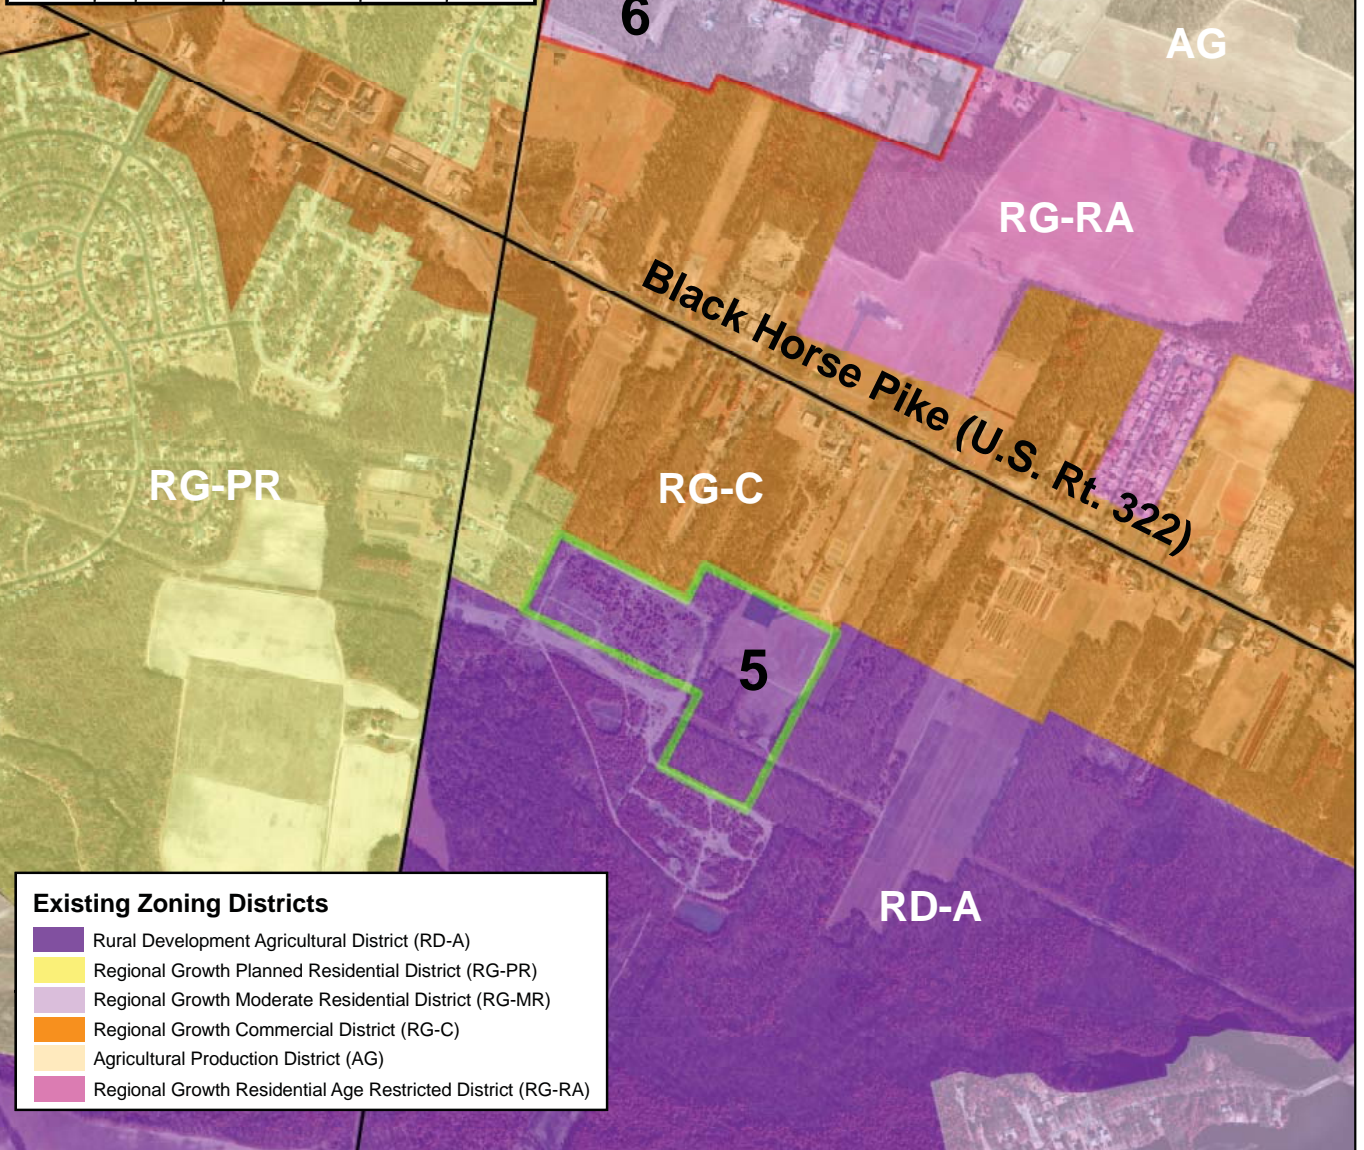 6
AG
RG-RA
Black Horse Pike (U.S. Rt. 322)
RG-PR
RG-C
5
RD-A
Existing Zoning Districts
Rural Development Agricultural District (RD-A)
Regional Growth Planned Residential District (RG-PR)
Regional Growth Moderate Residential District (RG-MR)
Regional Growth Commercial District (RG-C)
Agricultural Production District (AG)
Regional Growth Residential Age Restricted District (RG-RA)